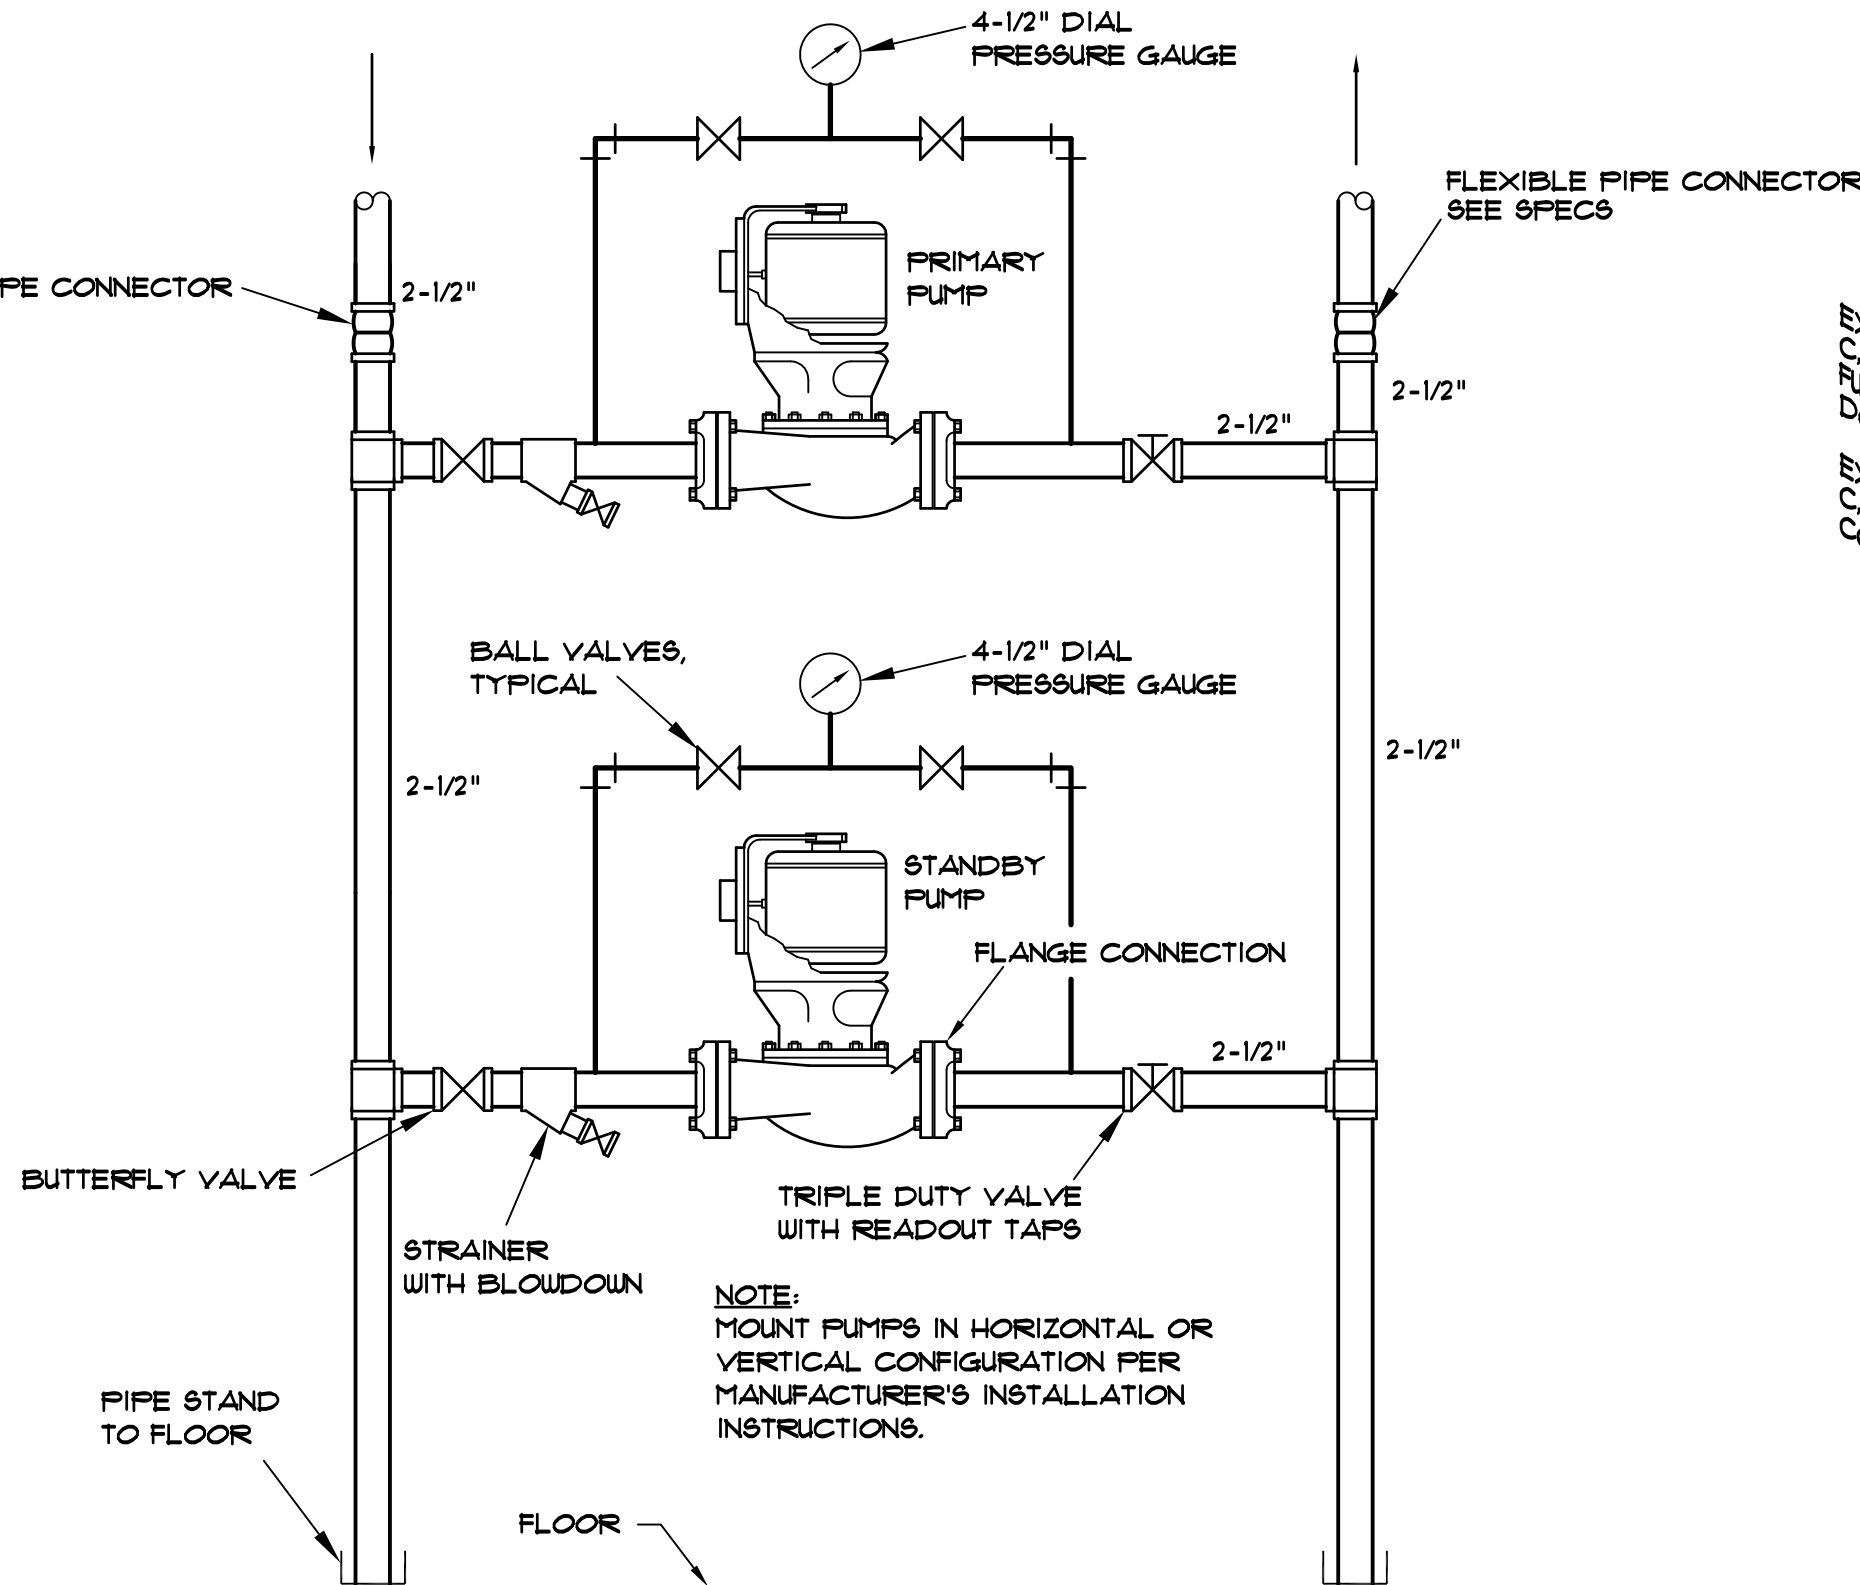 4-1/2" DIAL
PRESSURE GAUGE
FLEXIBLE PIPE CONNECTOR
SEE SPECS
PRIMARY
PUMP
CONNECTOR
2-1/2"
2-1/2"
2-1/2"
BALL VALVES,
TYPICAL
4-1/2" DIAL
PRESSURE GAUGE
2-1/2"
2-1/2"
STANDBY
PUMP
FLANGE CONNECTION
2-1/2"
BUTTERFLY VALVE
TRIPLE DUTY VALVE
WITH READOUT TAPS
STRAINER
WITH BLOWDOWN
NOTE:
MOUNT PUMPS IN HORIZONTAL OR
VERTICAL CONFIGURATION PER
MANUFACTURER'S INSTALLATION
INSTRUCTIONS.
PIPE STAND
TO FLOOR
FLOOR